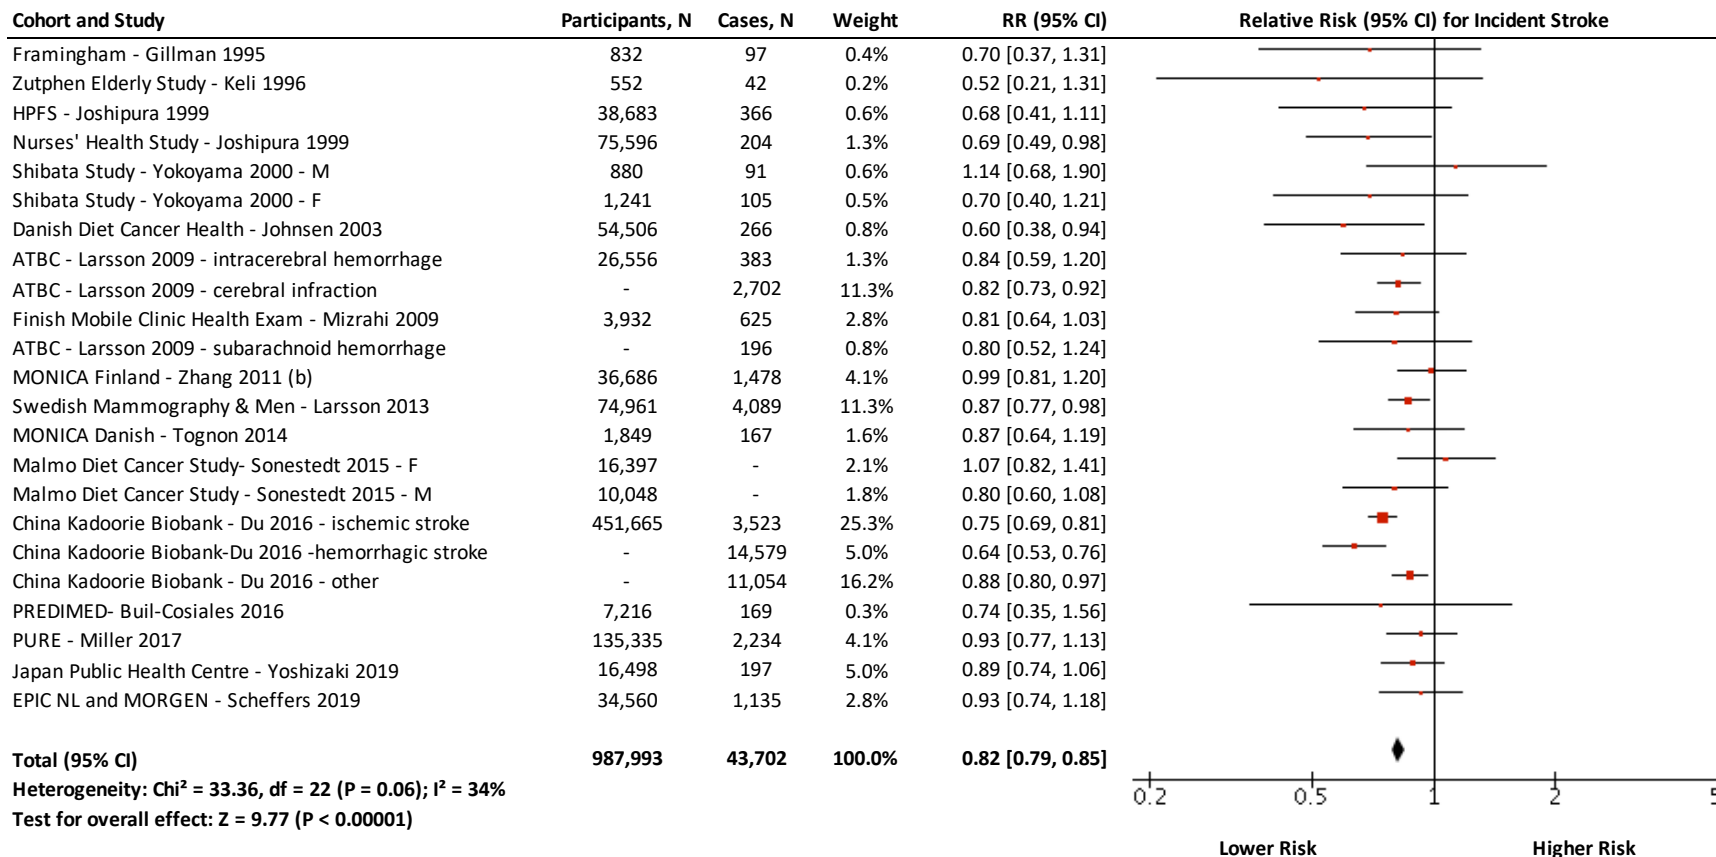 Cohort and Study Participants, N Cases, N Weight RR (95% CI) Relative Risk (95% CI) for Incident Stroke
Framingham - Gillman 1995 832 97 0.4% 0.70 [0.37, 1.31]
Zutphen Elderly Study - Keli 1996 552 42 0.2% 0.52 [0.21, 1.31]
HPFS - Joshipura 1999 38,683 366 0.6% 0.68 [0.41, 1.11]
Nurses' Health Study - Joshipura 1999 75,596 204 1.3% 0.69 [0.49, 0.98]
Shibata Study - Yokoyama 2000 - M 880 91 0.6% 1.14 [0.68, 1.90]
Shibata Study - Yokoyama 2000 - F 1,241 105 0.5% 0.70 [0.40, 1.21]
Danish Diet Cancer Health - Johnsen 2003 54,506 266 0.8% 0.60 [0.38, 0.94]
ATBC - Larsson 2009 - intracerebral hemorrhage 26,556 383 1.3% 0.84 [0.59, 1.20]
ATBC - Larsson 2009 - cerebral infraction - 2,702 11.3% 0.82 [0.73, 0.92]
Finish Mobile Clinic Health Exam - Mizrahi 2009 3,932 625 2.8% 0.81 [0.64, 1.03]
ATBC - Larsson 2009 - subarachnoid hemorrhage - 196 0.8% 0.80 [0.52, 1.24]
MONICA Finland - Zhang 2011 (b) 36,686 1,478 4.1% 0.99 [0.81, 1.20]
Swedish Mammography & Men - Larsson 2013 74,961 4,089 11.3% 0.87 [0.77, 0.98]
MONICA Danish - Tognon 2014 1,849 167 1.6% 0.87 [0.64, 1.19]
Malmo Diet Cancer Study- Sonestedt 2015 - F 16,397 - 2.1% 1.07 [0.82, 1.41]
Malmo Diet Cancer Study - Sonestedt 2015 - M 10,048 - 1.8% 0.80 [0.60, 1.08]
China Kadoorie Biobank - Du 2016 - ischemic stroke 451,665 3,523 25.3% 0.75 [0.69, 0.81]
China Kadoorie Biobank-Du 2016 -hemorrhagic stroke - 14,579 5.0% 0.64 [0.53, 0.76]
China Kadoorie Biobank - Du 2016 - other - 11,054 16.2% 0.88 [0.80, 0.97]
PREDIMED- Buil-Cosiales 2016 7,216 169 0.3% 0.74 [0.35, 1.56]
PURE - Miller 2017 135,335 2,234 4.1% 0.93 [0.77, 1.13]
Japan Public Health Centre - Yoshizaki 2019 16,498 197 5.0% 0.89 [0.74, 1.06]
EPIC NL and MORGEN - Scheffers 2019 34,560 1,135 2.8% 0.93 [0.74, 1.18]
Total (95% CI) 987,993 43,702 100.0% 0.82 [0.79, 0.85]
Heterogeneity: Chi² = 33.36, df = 22 (P = 0.06); I² = 34%
0.2 0.5 1 2 5
Test for overall effect: Z = 9.77 (P < 0.00001)
Lower Risk Higher Risk